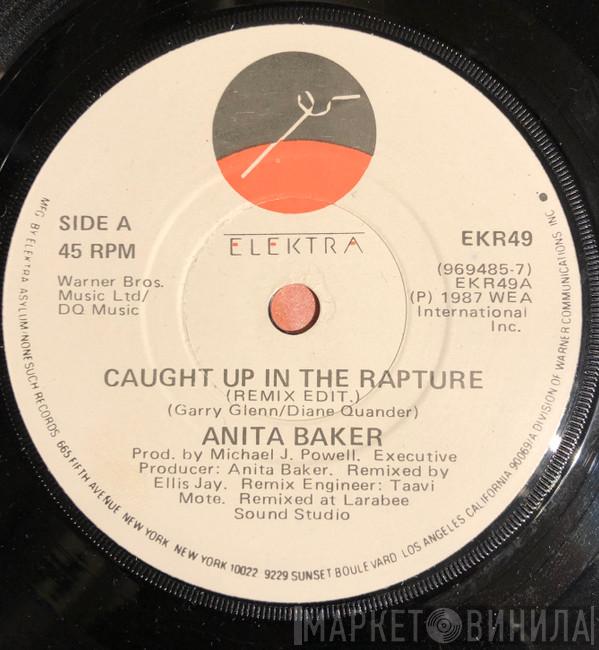 SIDE A
45 RPM
ELEKTRA
EKR49
(969485-7)
EKR49A
(P) 1987 WEA
International
Inc.
Warner Bros.
Music Ltd/
DQ Music
CAUGHT UP IN THE RAPTURE
(REMIX EDIT.)
(Garry Glenn/Diane Quander)
ANITA BAKER
Prod. by Michael J. Powell. Executive
Producer: Anita Baker. Remixed by
Ellis Jay. Remix Engineer: Taavi
Mote. Remixed at Larabee
Sound Studio
MFG BY ELEKTRA ASYLUM/NONESUCH RECORDS 665 FIFTH AVENUE NEW YORK NEW YORK 10022 9229 SUNSET BOULEVARD LOS ANGELES CALIFORNIA 90069/A DIVISION OF WARNER COMMUNICATIONS INC
МАРКЕТ ВИНИЛА